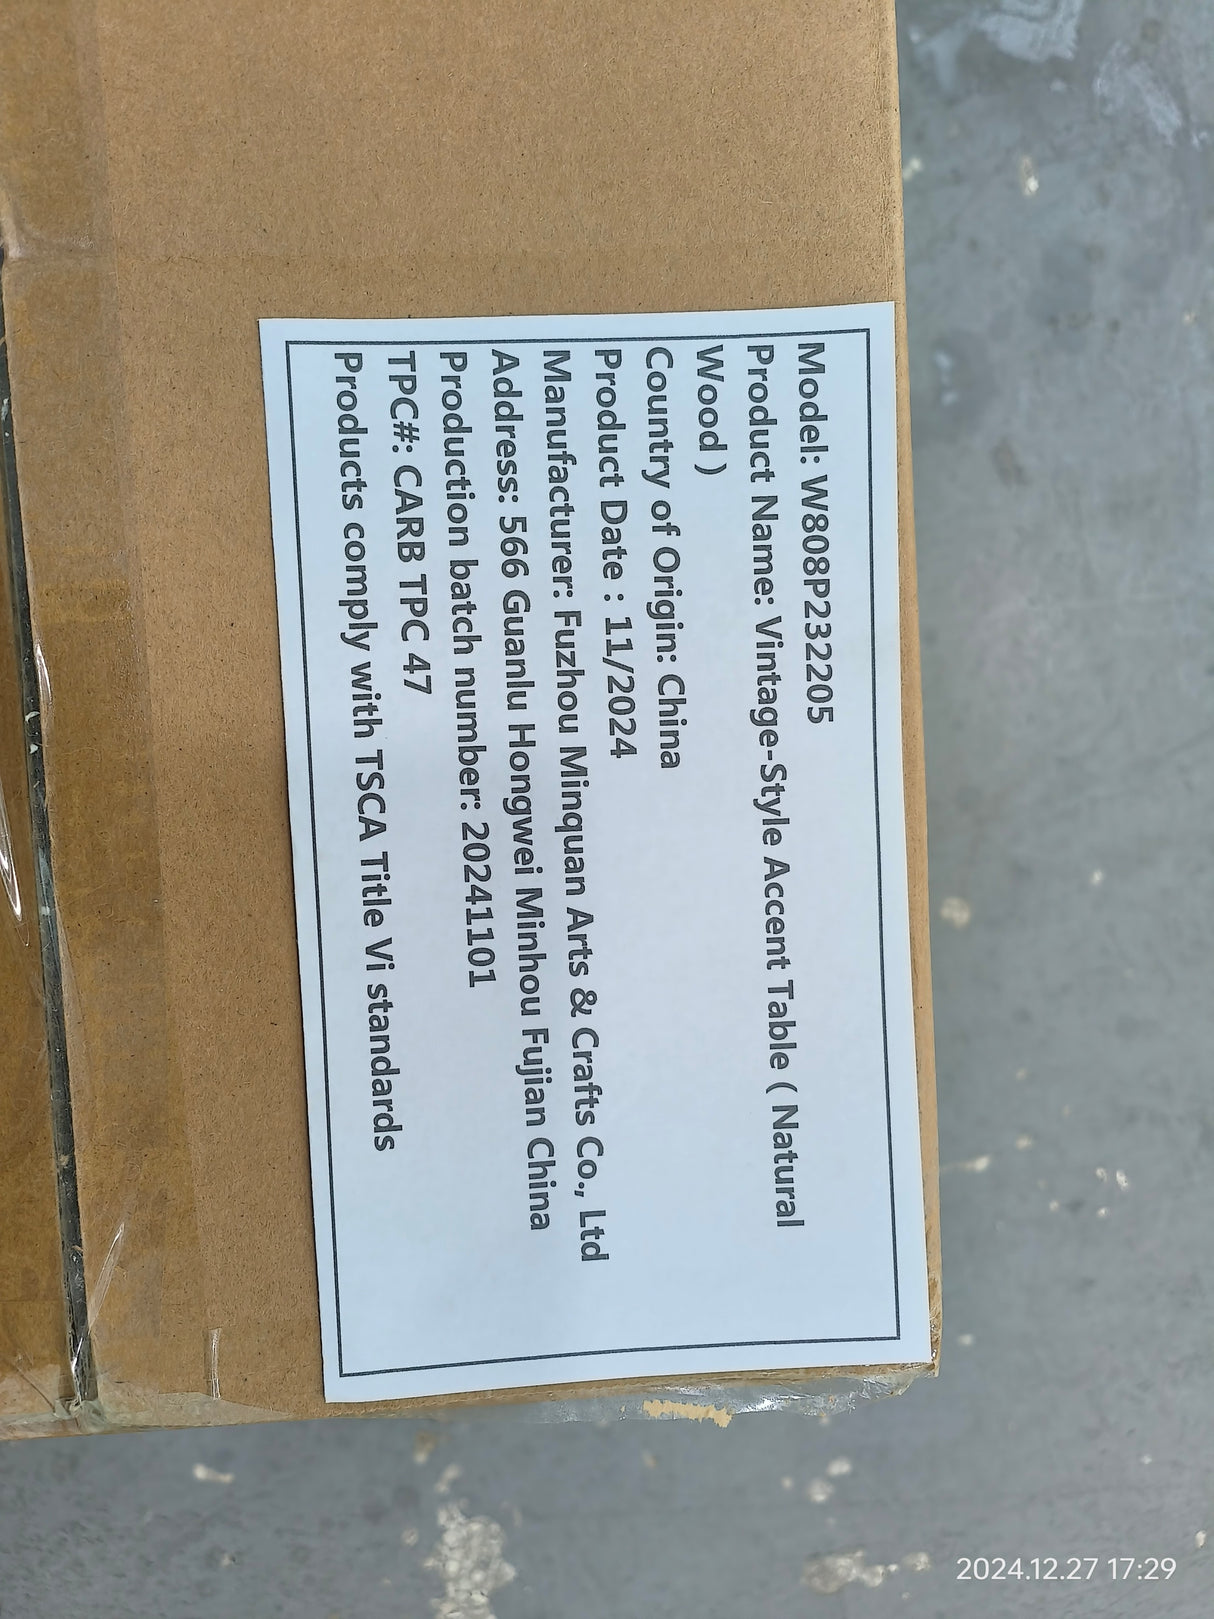 Model: W808P232205
Product Name: Vintage-Style Accent Table ( Natural
Wood )
Country of Origin: China
Product Date : 11/2024
Manufacturer: Fuzhou Minquan Arts & Crafts Co., Ltd
Address: 566 Guanlu Hongwei Minhou Fujian China
Production batch number: 20241101
TPC#: CARB TPC 47
Products comply with TSCA Title Vi standards
2024.12.27 17:29